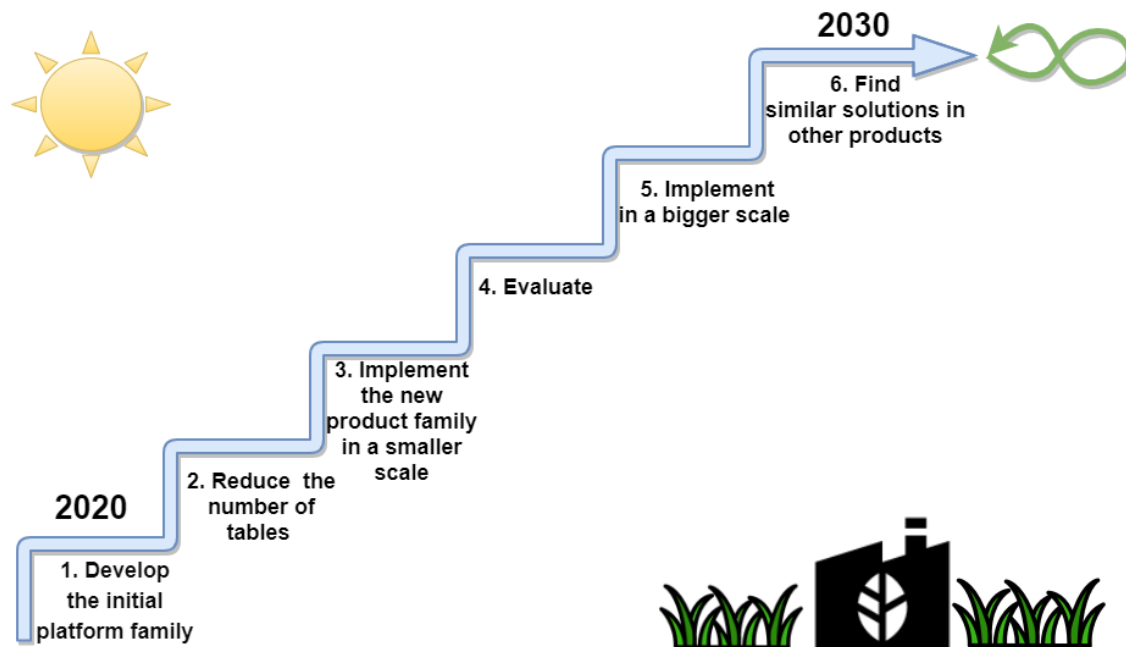 2020
1. Develop
the initial
platform family
2. Reduce the
number of
tables
3. Implement
the new
product family
in a smaller
scale
4. Evaluate
5. Implement
in a bigger scale
2030
6. Find
similar solutions in
other products